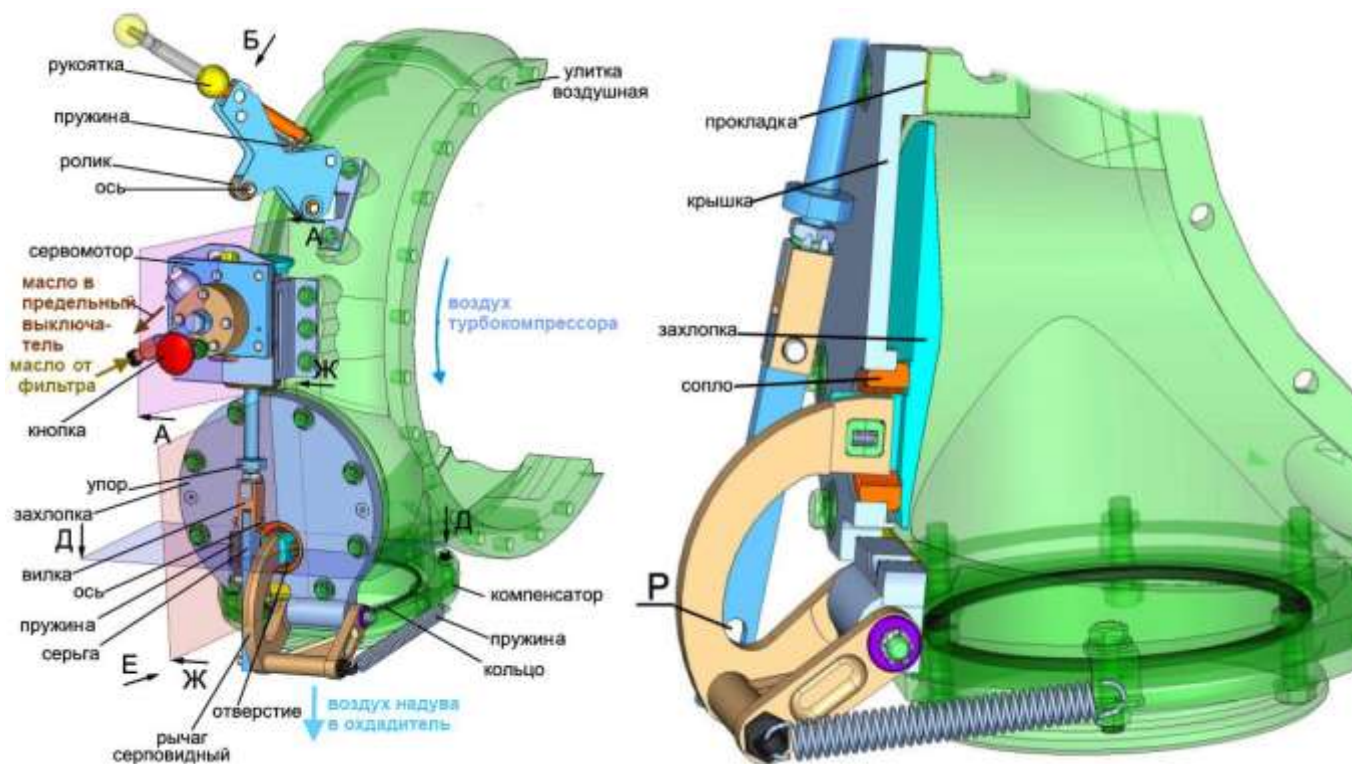 Б
рукоятка
улитка
воздушная
пружина
ролик
ось
А
сервомотор
масло в
предельный
выключа-
тель
масло от
фильтра
воздух
турбокомпрессора
Ж
кнопка
А
упор
захлопка
Д
Д
вилка
ось
компенсатор
пружина
пружина
серьга
кольцо
Е
Ж
отверстие
воздух надува
в охдадитель
рычаг
серповидный
прокладка
крышка
захлопка
сопло
Р